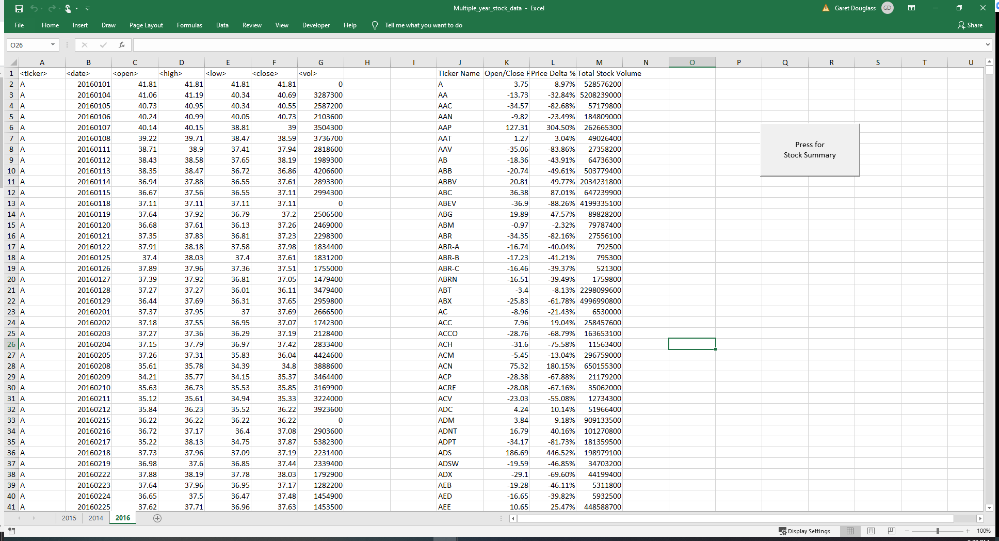 Multiple_year_stock_data - Excel
Garet Douglass GD
File Home Insert Draw Page Layout Formulas Data Review View Developer Help Tell me what you want to do Share
O26 fx
A B C D E F G H I J K L M N O P Q R S T U
1 <ticker> <date> <open> <high> <low> <close> <vol> Ticker Name Open/Close P Price Delta % Total Stock Volume
2 A 20160101 41.81 41.81 41.81 41.81 0 A 3.75 8.97% 528576200
3 A 20160104 41.06 41.19 40.34 40.69 3287300 AA -13.73 -32.84% 5208239000
4 A 20160105 40.73 40.95 40.34 40.55 2587200 AAC -34.57 -82.68% 57179800
5 A 20160106 40.24 40.99 40.05 40.73 2103600 AAN -9.82 -23.49% 184809000
6 A 20160107 40.14 40.15 38.81 39 3504300 AAP 127.31 304.50% 262665300
7 A 20160108 39.22 39.71 38.47 38.59 3736700 AAT 1.27 3.04% 49026400
8 A 20160111 38.71 38.9 37.41 37.94 2818600 AAV -35.06 -83.86% 27358200
9 A 20160112 38.43 38.58 37.65 38.19 1989300 AB -18.36 -43.91% 64736300
10 A 20160113 38.35 38.47 36.72 36.86 4206600 ABB -20.74 -49.61% 503779400
11 A 20160114 36.94 37.88 36.55 37.61 2893300 ABBV 20.81 49.77% 2034231800
12 A 20160115 36.67 37.56 36.55 37.11 2994300 ABC 36.38 87.01% 647239900
13 A 20160118 37.11 37.11 37.11 37.11 0 ABEV -36.9 -88.26% 4199335100
14 A 20160119 37.64 37.92 36.79 37.2 2506500 ABG 19.89 47.57% 89828200
15 A 20160120 36.68 37.61 36.13 37.26 2469000 ABM -0.97 -2.32% 79787400
16 A 20160121 37.35 37.83 36.81 37.23 2298300 ABR -34.35 -82.16% 27556100
17 A 20160122 37.91 38.18 37.58 37.98 1834400 ABR-A -16.74 -40.04% 792500
18 A 20160125 37.4 38.03 37.4 37.61 1831200 ABR-B -17.23 -41.21% 795300
19 A 20160126 37.89 37.96 37.36 37.51 1755000 ABR-C -16.46 -39.37% 521300
20 A 20160127 37.39 37.92 36.81 37.05 1479400 ABRN -16.51 -39.49% 1759800
21 A 20160128 37.27 37.27 36.01 36.11 3479400 ABT -3.4 -8.13% 2298099600
22 A 20160129 36.44 37.69 36.31 37.65 2959800 ABX -25.83 -61.78% 4996990800
23 A 20160201 37.37 37.95 37 37.69 2666500 AC -8.96 -21.43% 6530000
24 A 20160202 37.18 37.55 36.95 37.07 1742300 ACC 7.96 19.04% 258457600
25 A 20160203 37.27 37.36 36.29 37.19 2128400 ACCO -28.76 -68.79% 163653100
26 A 20160204 37.15 37.79 36.97 37.42 2833400 ACH -31.6 -75.58% 11563400
27 A 20160205 37.26 37.31 35.83 36.04 4424600 ACM -5.45 -13.04% 296759000
28 A 20160208 35.61 35.78 34.39 34.8 3888600 ACN 75.32 180.15% 650155300
29 A 20160209 34.21 35.77 34.15 35.37 3464400 ACP -28.38 -67.88% 21179200
30 A 20160210 35.63 36.73 35.53 35.85 3169900 ACRE -28.08 -67.16% 35062000
31 A 20160211 35.12 35.61 34.94 35.33 3224000 ACV -23.03 -55.08% 12734300
32 A 20160212 35.84 36.23 35.52 36.22 3923600 ADC 4.24 10.14% 51966400
33 A 20160215 36.22 36.22 36.22 36.22 0 ADM 3.84 9.18% 909133500
34 A 20160216 36.72 37.17 36.4 37.08 2903600 ADNT 16.79 40.16% 101270800
35 A 20160217 35.22 38.13 34.75 37.87 5382300 ADPT -34.17 -81.73% 181359500
36 A 20160218 37.73 37.96 37.09 37.19 2231400 ADS 186.69 446.52% 198979100
37 A 20160219 36.98 37.6 36.85 37.44 2339400 ADSW -19.59 -46.85% 34703200
38 A 20160222 37.88 38.19 37.78 38.03 1792900 ADX -29.1 -69.60% 44199400
39 A 20160223 37.64 37.96 36.95 37.17 1282200 AEB -19.28 -46.11% 5311800
40 A 20160224 36.65 37.5 36.47 37.48 1454900 AED -16.65 -39.82% 5932500
41 A 20160225 37.62 37.71 36.96 37.63 1453500 AEE 10.65 25.47% 448588700
Press for
Stock Summary
2015 2014 2016
Display Settings 100%